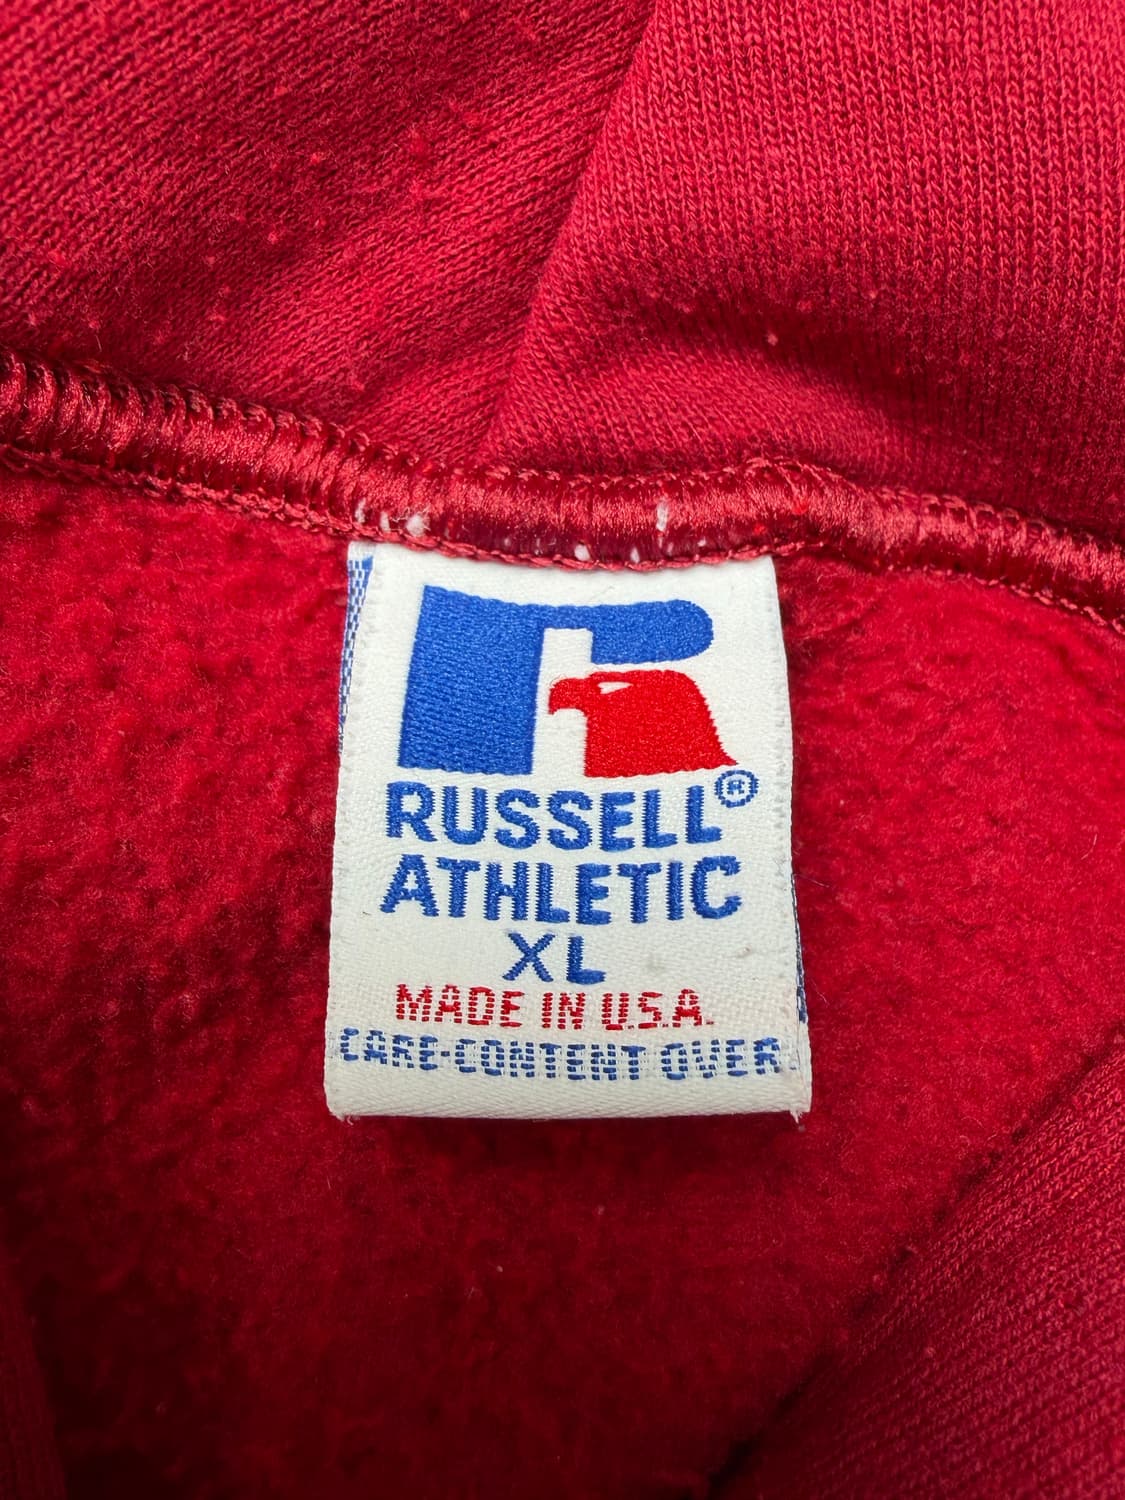 RUSSELL®
ATHLETIC
XL
MADE IN U.S.A.
CARE-CONTENT OVER